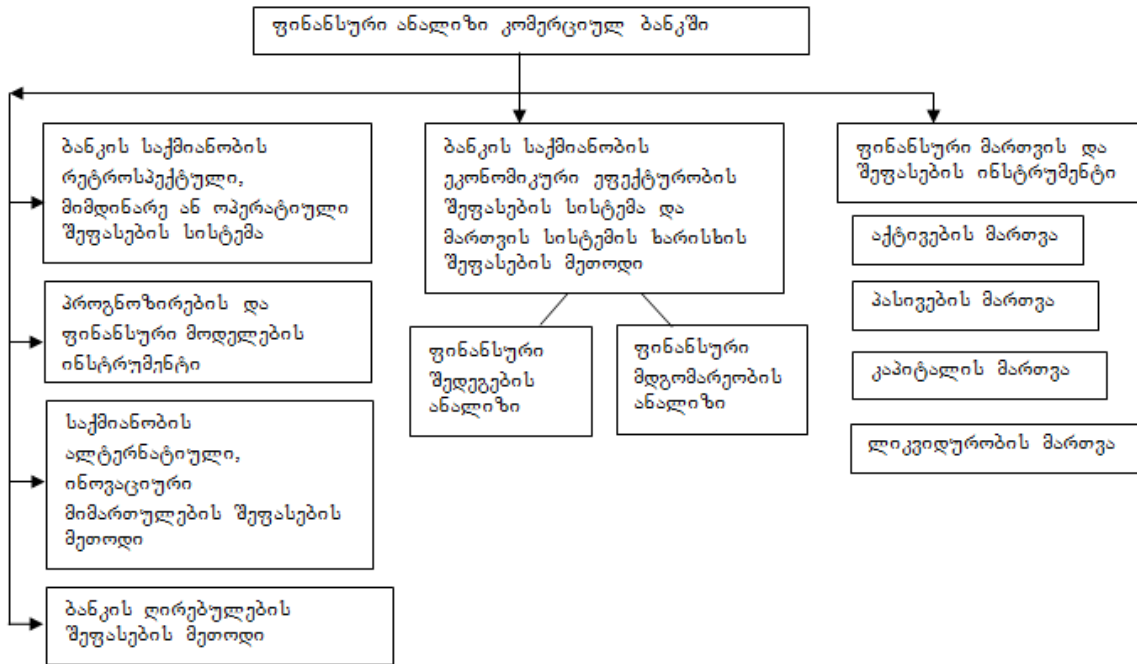 ფინანსური ანალიზი კომერციულ ბანკში
ბანკის საქმიანობის
რეტროსპექტული,
მიმდინარე ან ოპერატიული
შეფასების სისტემა
პროგნოზირების და
ფინანსური მოდელების
ინსტრუმენტი
საქმიანობის
ალტერნატიული,
ინოვაციური
მიმართულების შეფასების
მეთოდი
ბანკის ღირებულების
შეფასების მეთოდი
ბანკის საქმიანობის
ეკონომიკური ეფექტურობის
შეფასების სისტემა და
მართვის სისტემის ხარისხის
შეფასების მეთოდი
ფინანსური
შედეგების
ანალიზი
ფინანსური
მდგომარეობის
ანალიზი
ფინანსური მართვის და
შეფასების ინსტრუმენტი
აქტივების მართვა
პასივების მართვა
კაპიტალის მართვა
ლიკვიდურობის მართვა